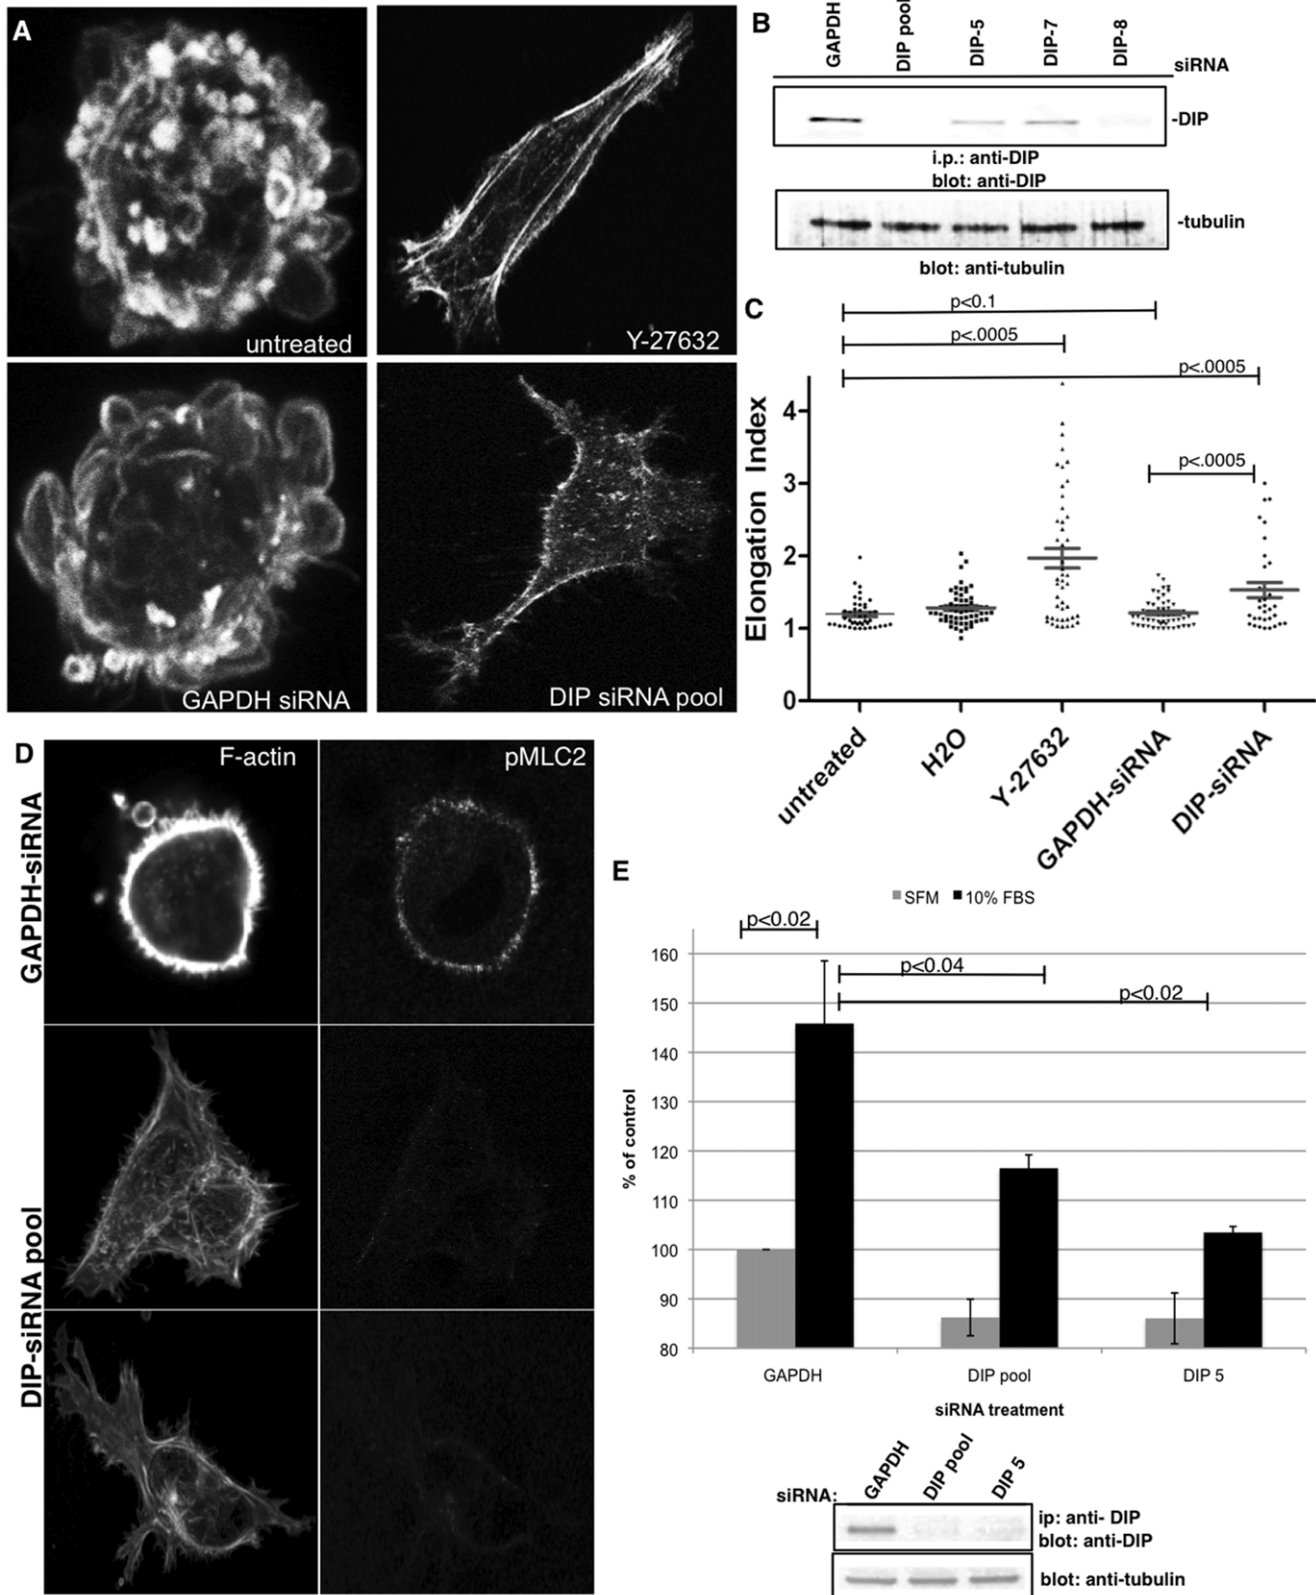 A
untreated
Y-27632
GAPDH siRNA
DIP siRNA pool
B
GAPDH
DIP pool
DIP-5
DIP-7
DIP-8
siRNA
-DIP
i.p.: anti-DIP
blot: anti-DIP
-tubulin
blot: anti-tubulin
C
p<0.1
p<.0005
p<.0005
p<.0005
Elongation Index
4
3
2
1
0
untreated
H2O
Y-27632
GAPDH-siRNA
DIP-siRNA
D
F-actin
pMLC2
GAPDH-siRNA
DIP-siRNA pool
E
SFM 10% FBS
p<0.02
p<0.04
p<0.02
% of control
160
150
140
130
120
110
100
90
80
GAPDH
DIP pool
DIP 5
siRNA treatment
siRNA:
GAPDH
DIP pool
DIP 5
ip: anti- DIP
blot: anti-DIP
blot: anti-tubulin